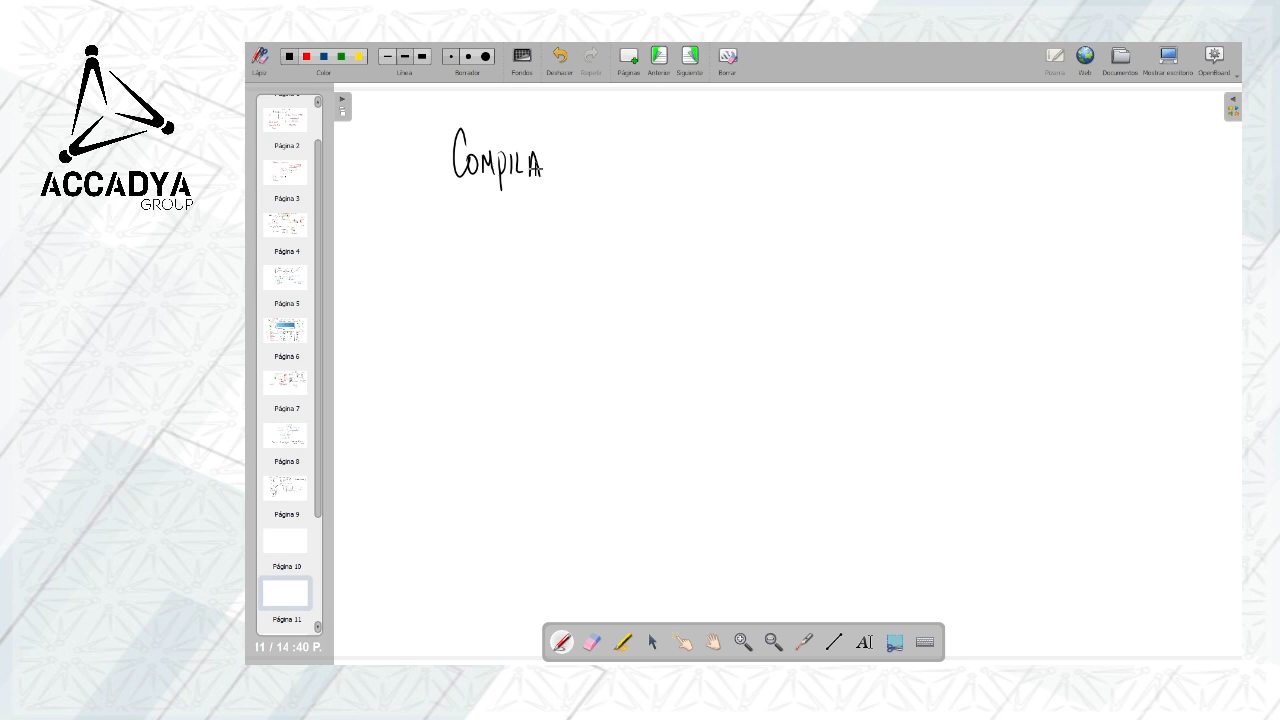 ACCADYA
GROUP
Lápiz
Color
Línea
Borrador
Fondos
Deshacer
Repetir
Páginas
Anterior
Siguiente
Borrar
Pizarra
Web
Documentos
Mostrar escritorio
OpenBoard
Página 2
Página 3
Página 4
Página 5
Página 6
Página 7
Página 8
Página 9
Página 10
Página 11
COMPILA
AI